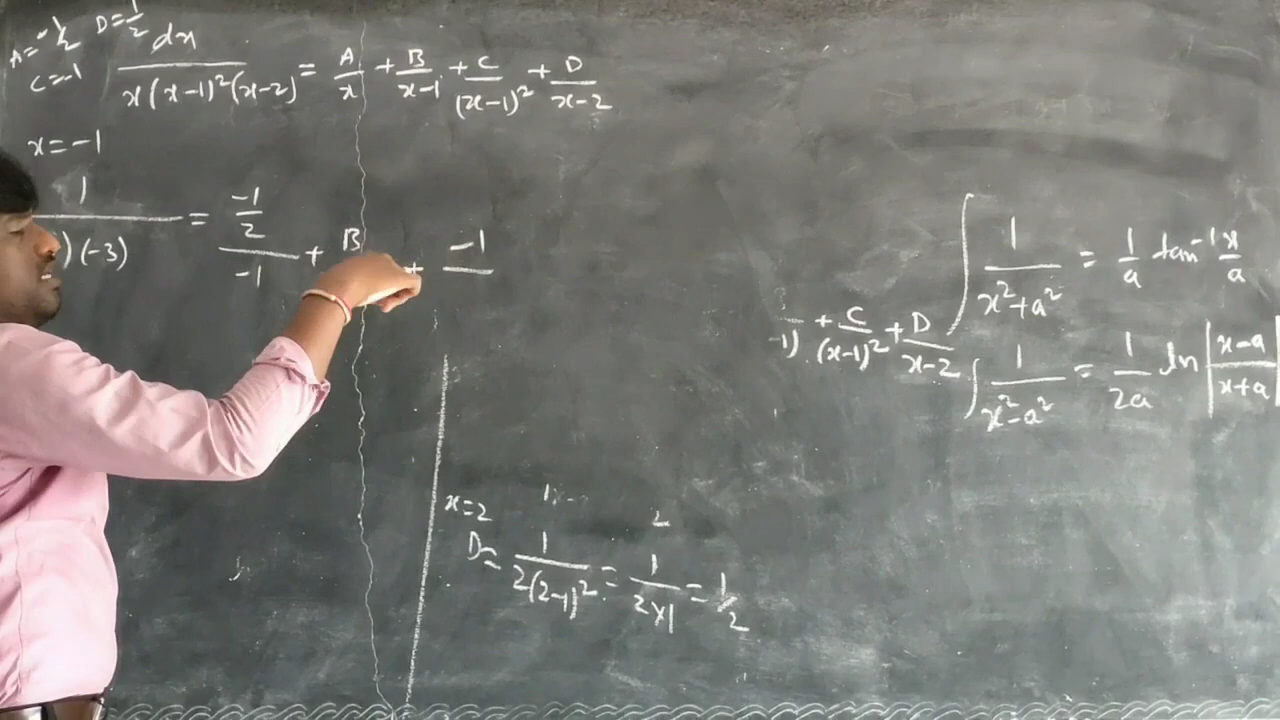 A=-1/2 D=1/2
C=-1
dx/x(x-1)²(x-2) = A/x + B/x-1 + C/(x-1)² + D/x-2
x=-1
1/)(-3) = -1/2/-1 + B + -1/
∫ 1/x²+a² = 1/a tan⁻¹ x/a
-1) + C/(x-1)² + D/x-2
∫ 1/x²-a² = 1/2a ln |x-a/x+a|
x=2
2
D= 1/2(2-1)² = 1/2×1 = 1/2